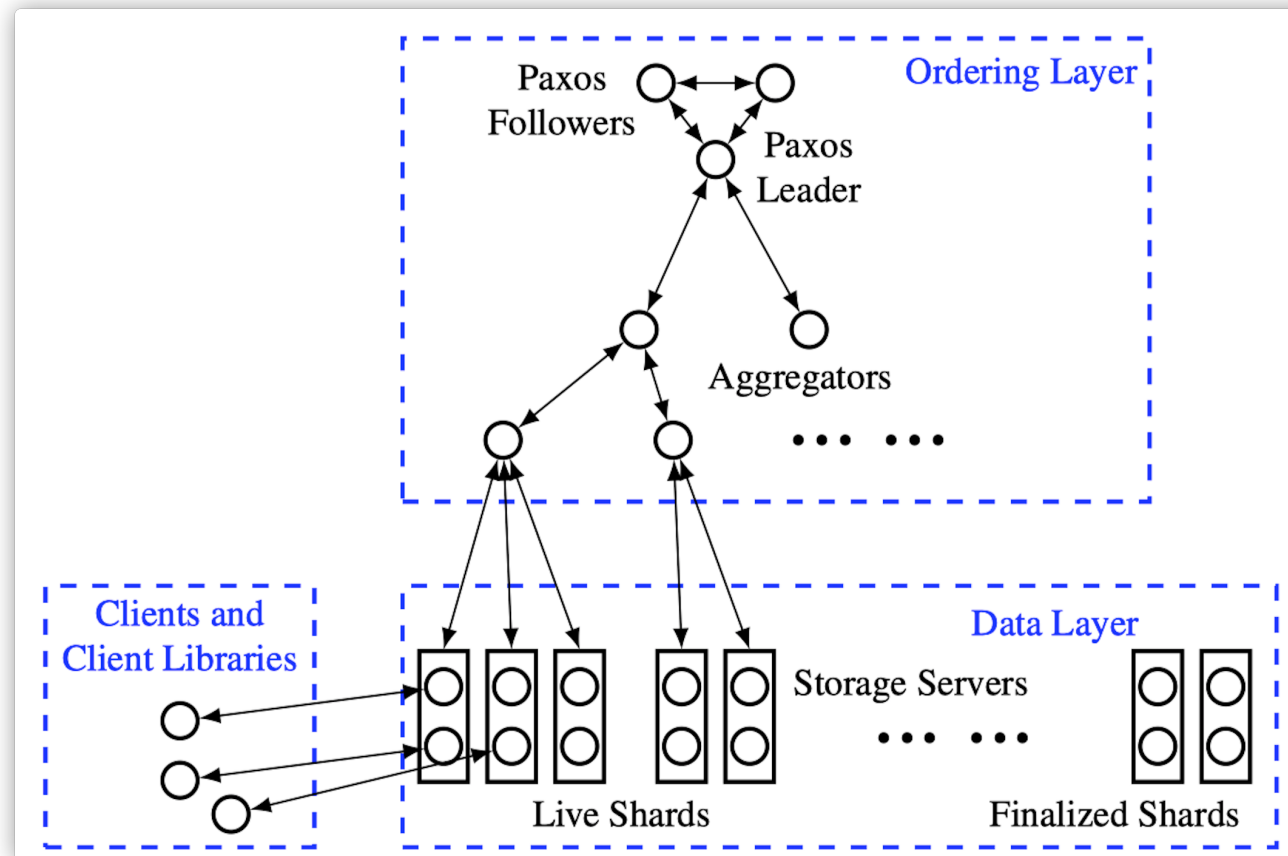 Paxos
Followers
Ordering Layer
Paxos
Leader
Aggregators
... ...
Clients and
Client Libraries
Data Layer
Storage Servers
... ...
Live Shards
Finalized Shards